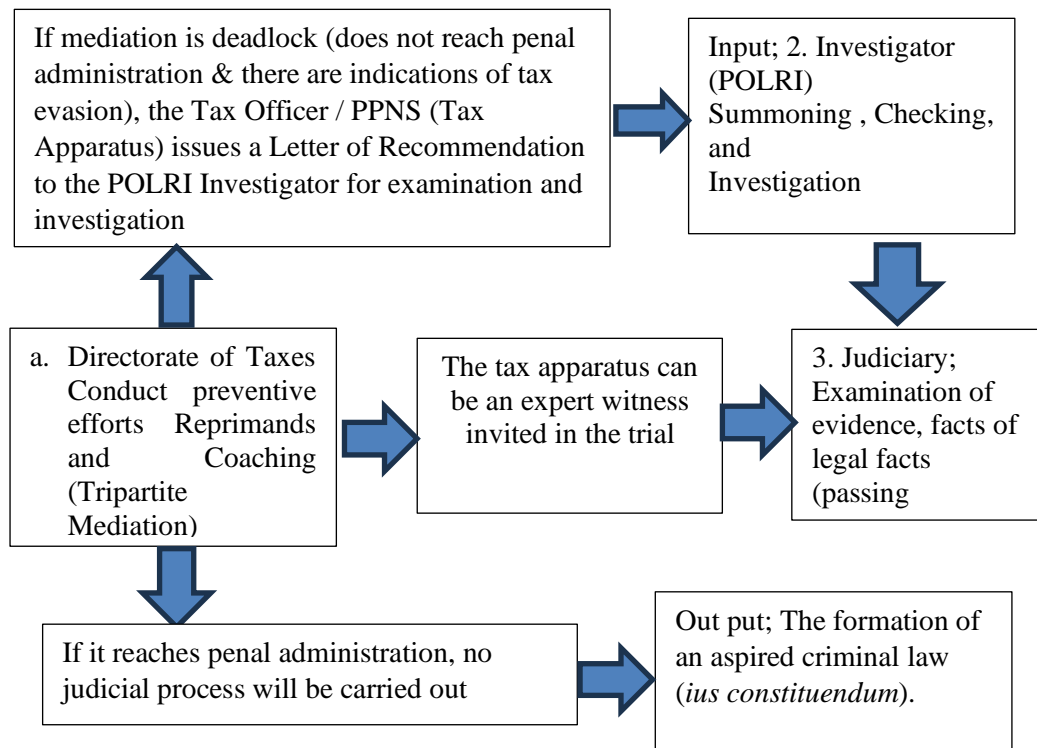 If mediation is deadlock (does not reach penal
administration & there are indications of tax
evasion), the Tax Officer / PPNS (Tax
Apparatus) issues a Letter of Recommendation
to the POLRI Investigator for examination and
investigation
Input; 2. Investigator
(POLRI)
Summoning , Checking,
and
Investigation
a. Directorate of Taxes
Conduct preventive
efforts Reprimands
and Coaching
(Tripartite
Mediation)
The tax apparatus can
be an expert witness
invited in the trial
3. Judiciary;
Examination of
evidence, facts of
legal facts
(passing
If it reaches penal administration, no
judicial process will be carried out
Out put; The formation of
an aspired criminal law
(ius constituendum).